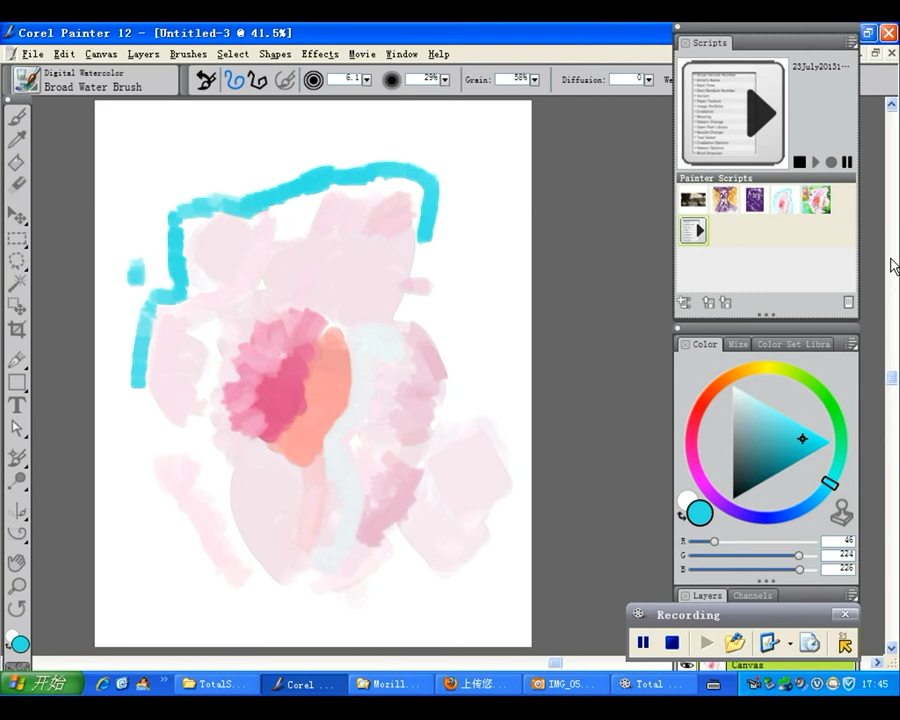 Corel Painter 12 - [Untitled-3 @ 41.5%]
File Edit Canvas Layers Brushes Select Shapes Effects Movie Window Help
Digital Watercolor
Broad Water Brush
6.1
29%
Grain: 58%
Diffusion: 0
Scripts
23July20131···
Painter Scripts
Color
Mixe
Color Set Libra
R 46
G 224
B 226
Layers
Channels
Recording
Canvas
开始
TotalS...
Corel ...
Mozill...
上传您...
IMG_05...
Total ...
17:45